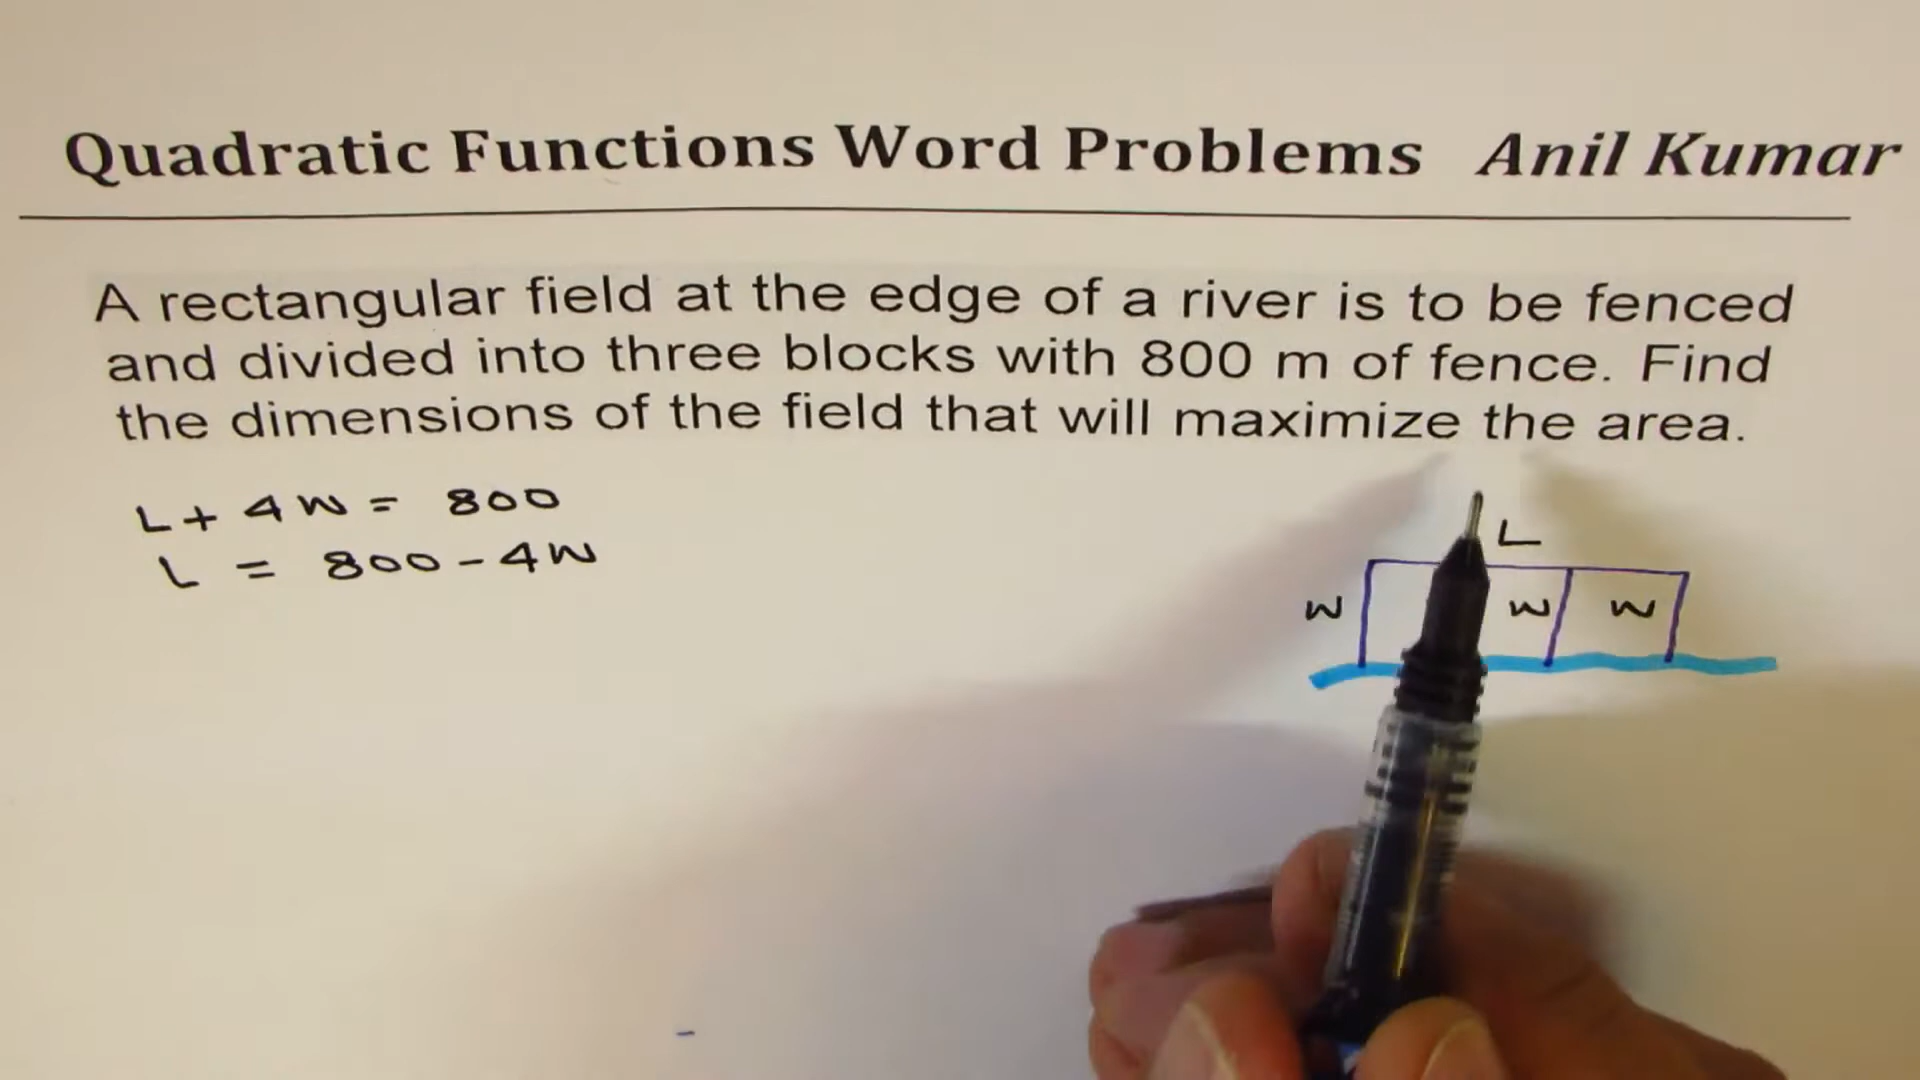 Quadratic Functions Word Problems Anil Kumar
A rectangular field at the edge of a river is to be fenced
and divided into three blocks with 800 m of fence. Find
the dimensions of the field that will maximize the area.
L + 4W = 800
L = 800 - 4W
L
W W W